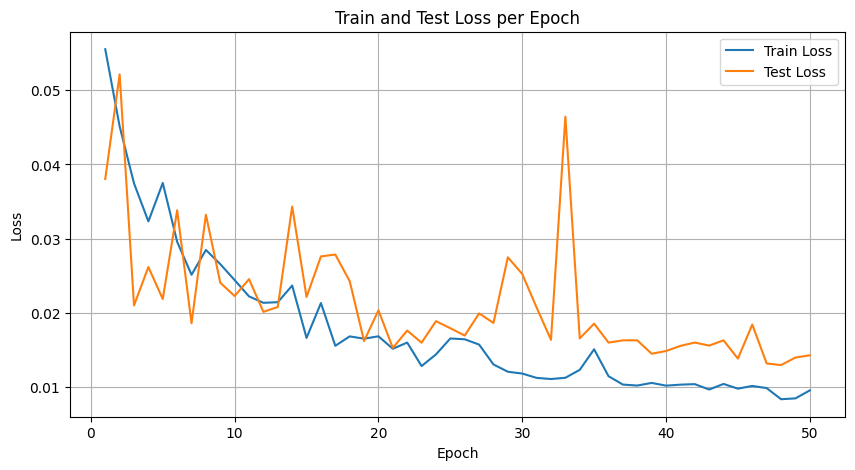 Train and Test Loss per Epoch
Train Loss
Test Loss
0.05
0.04
0.03
0.02
0.01
Loss
0
10
20
30
40
50
Epoch